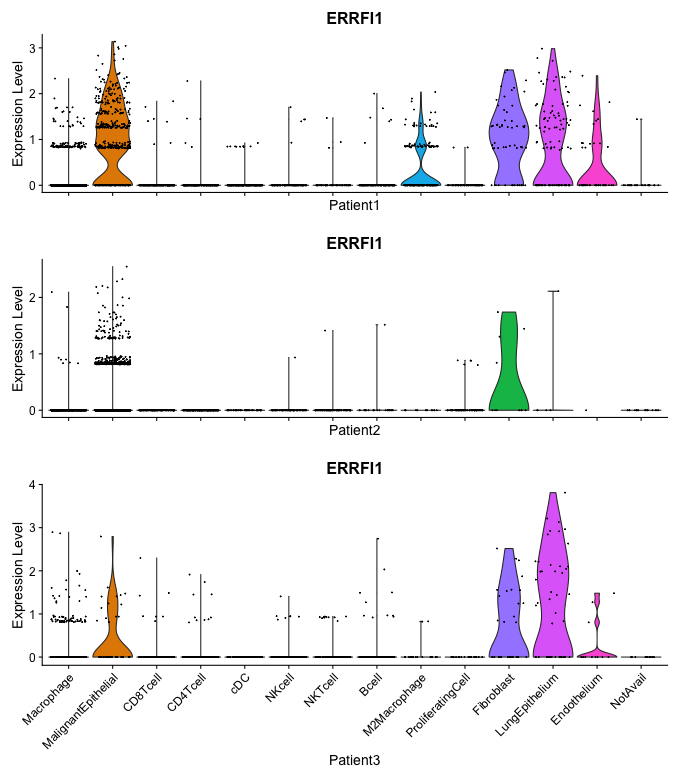 ERRFI1
Expression Level
3
2
1
0
Patient1
ERRFI1
Expression Level
2
1
0
Patient2
ERRFI1
Expression Level
4
3
2
1
0
Macrophage
MalignantEpithelial
CD8Tcell
CD4Tcell
cDC
NKcell
NKTcell
Bcell
M2Macrophage
ProliferatingCell
Fibroblast
LungEpithelium
Endothelium
NotAvail
Patient3